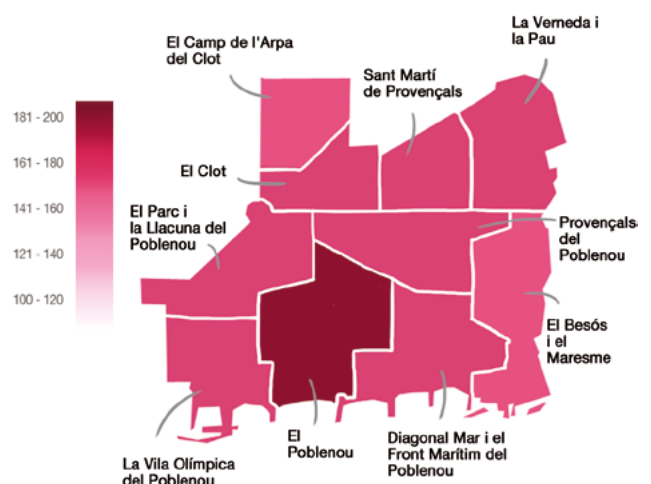 La Verneda i
la Pau
El Camp de l'Arpa
del Clot
Sant Martí
de Provençals
181 - 200
161 - 180
141 - 160
121 - 140
100 - 120
El Clot
El Parc i
la Llacuna del
Poblenou
Provençals
del
Poblenou
El Besós
i el
Maresme
El
Poblenou
Diagonal Mar i el
Front Marítim del
Poblenou
La Vila Olímpica
del Poblenou